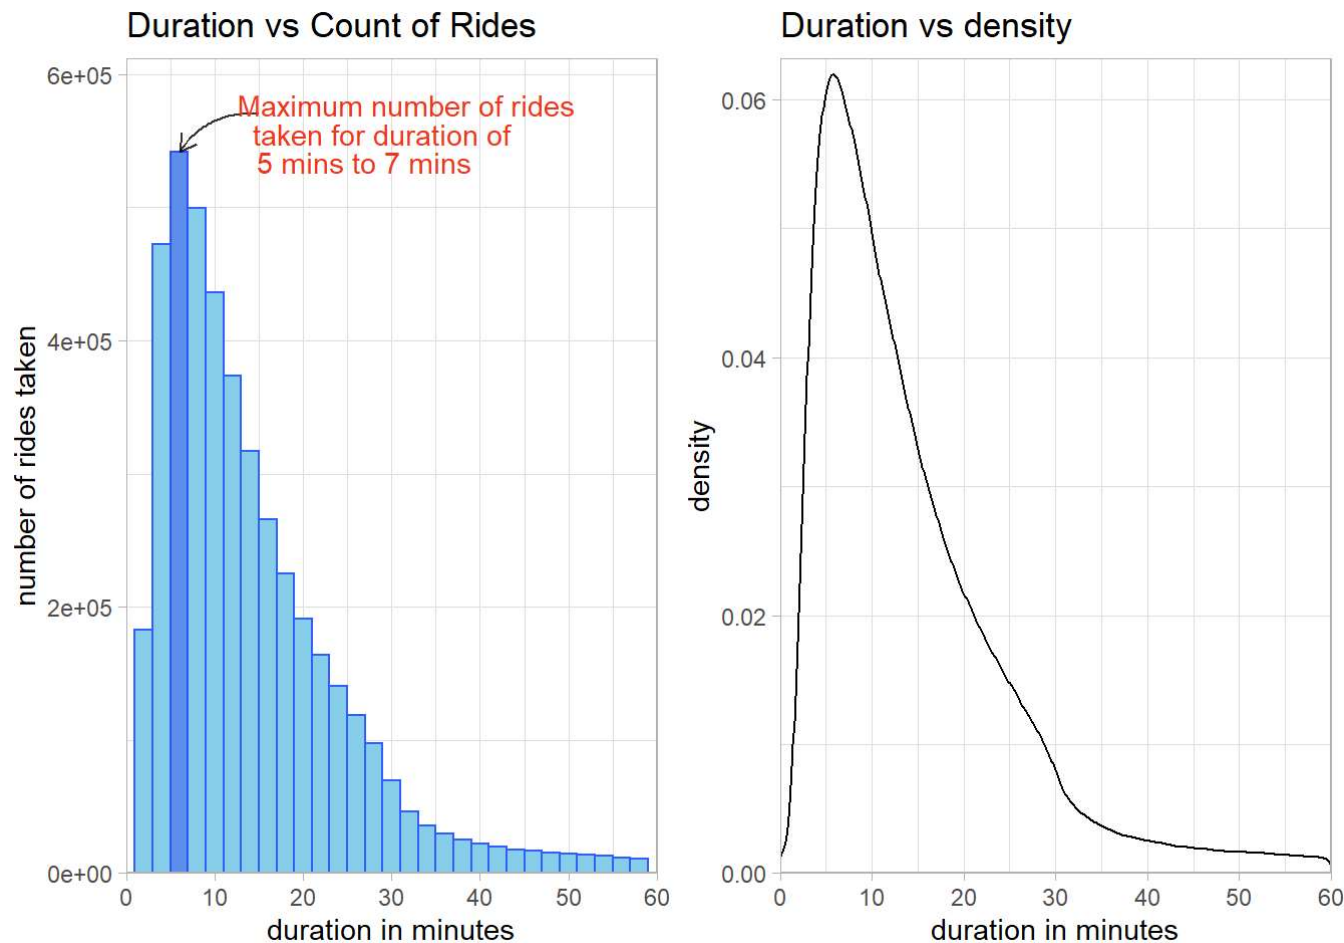 Duration vs Count of Rides
6e+05
4e+05
2e+05
0e+00
number of rides taken
Maximum number of rides
taken for duration of
5 mins to 7 mins
0 10 20 30 40 50 60
duration in minutes
Duration vs density
0.06
0.04
0.02
0.00
density
0 10 20 30 40 50 60
duration in minutes